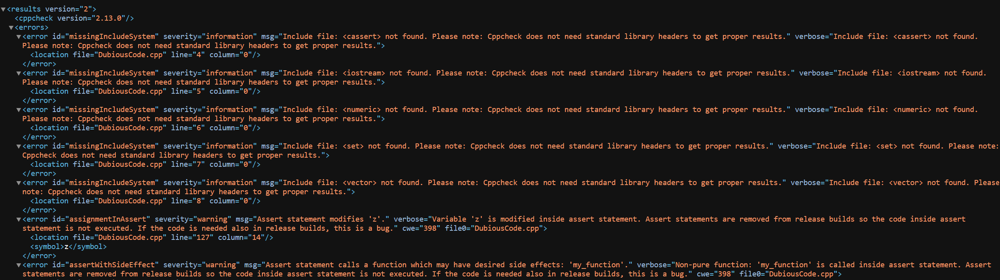 <results version="2">
<cppcheck version="2.13.0"/>
<errors>
<error id="missingIncludeSystem" severity="information" msg="Include file: <cassert> not found. Please note: Cppcheck does not need standard library headers to get proper results." verbose="Include file: <cassert> not found.
Please note: Cppcheck does not need standard library headers to get proper results.">
<location file="DubiousCode.cpp" line="4" column="0"/>
</error>
<error id="missingIncludeSystem" severity="information" msg="Include file: <iostream> not found. Please note: Cppcheck does not need standard library headers to get proper results." verbose="Include file: <iostream> not found.
Please note: Cppcheck does not need standard library headers to get proper results.">
<location file="DubiousCode.cpp" line="5" column="0"/>
</error>
<error id="missingIncludeSystem" severity="information" msg="Include file: <numeric> not found. Please note: Cppcheck does not need standard library headers to get proper results." verbose="Include file: <numeric> not found.
Please note: Cppcheck does not need standard library headers to get proper results.">
<location file="DubiousCode.cpp" line="6" column="0"/>
</error>
<error id="missingIncludeSystem" severity="information" msg="Include file: <set> not found. Please note: Cppcheck does not need standard library headers to get proper results." verbose="Include file: <set> not found. Please note:
Cppcheck does not need standard library headers to get proper results.">
<location file="DubiousCode.cpp" line="7" column="0"/>
</error>
<error id="missingIncludeSystem" severity="information" msg="Include file: <vector> not found. Please note: Cppcheck does not need standard library headers to get proper results." verbose="Include file: <vector> not found. Please
note: Cppcheck does not need standard library headers to get proper results.">
<location file="DubiousCode.cpp" line="8" column="0"/>
</error>
<error id="assignmentInAssert" severity="warning" msg="Assert statement modifies 'z'." verbose="Variable 'z' is modified inside assert statement. Assert statements are removed from release builds so the code inside assert
statement is not executed. If the code is needed also in release builds, this is a bug." cwe="398" file0="DubiousCode.cpp">
<location file="DubiousCode.cpp" line="127" column="14"/>
<symbol>z</symbol>
</error>
<error id="assertWithSideEffect" severity="warning" msg="Assert statement calls a function which may have desired side effects: 'my_function'." verbose="Non-pure function: 'my_function' is called inside assert statement. Assert
statements are removed from release builds so the code inside assert statement is not executed. If the code is needed also in release builds, this is a bug." cwe="398" file0="DubiousCode.cpp">